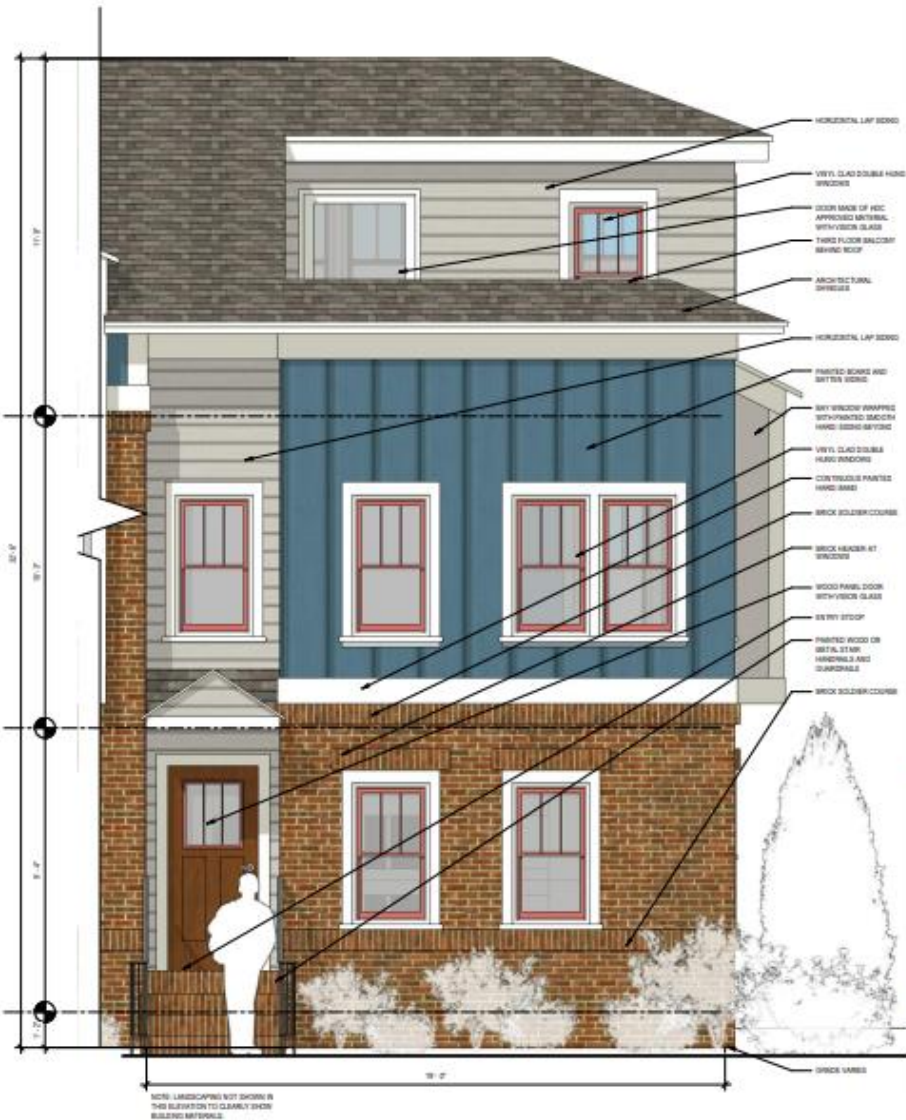 HORIZONTAL LAP SIDING
VINYL CLAD DOUBLE HUNG
WINDOWS
DOOR MADE OF HDC
APPROVED MATERIAL
WITH VISION GLASS
THIRD FLOOR BALCONY
BEHIND ROOF
ARCHITECTURAL
SHINGLES
HORIZONTAL LAP SIDING
PAINTED BOARD AND
BATTEN SIDING
BAY WINDOW WRAPPED
WITH PAINTED SMOOTH
HARDI SIDING BEYOND
VINYL CLAD DOUBLE
HUNG WINDOWS
CONTINUOUS PAINTED
HARDI BAND
BRICK SOLDIER COURSE
BRICK HEADER AT
WINDOWS
WOOD PANEL DOOR
WITH VISION GLASS
ENTRY STOOP
PAINTED WOOD OR
METAL STAIR
HANDRAILS AND
GUARDRAILS
BRICK SOLDIER COURSE
GRADE VARIES
NOTE: LANDSCAPING NOT SHOWN IN
THIS ELEVATION TO CLEARLY SHOW
BUILDING MATERIALS.